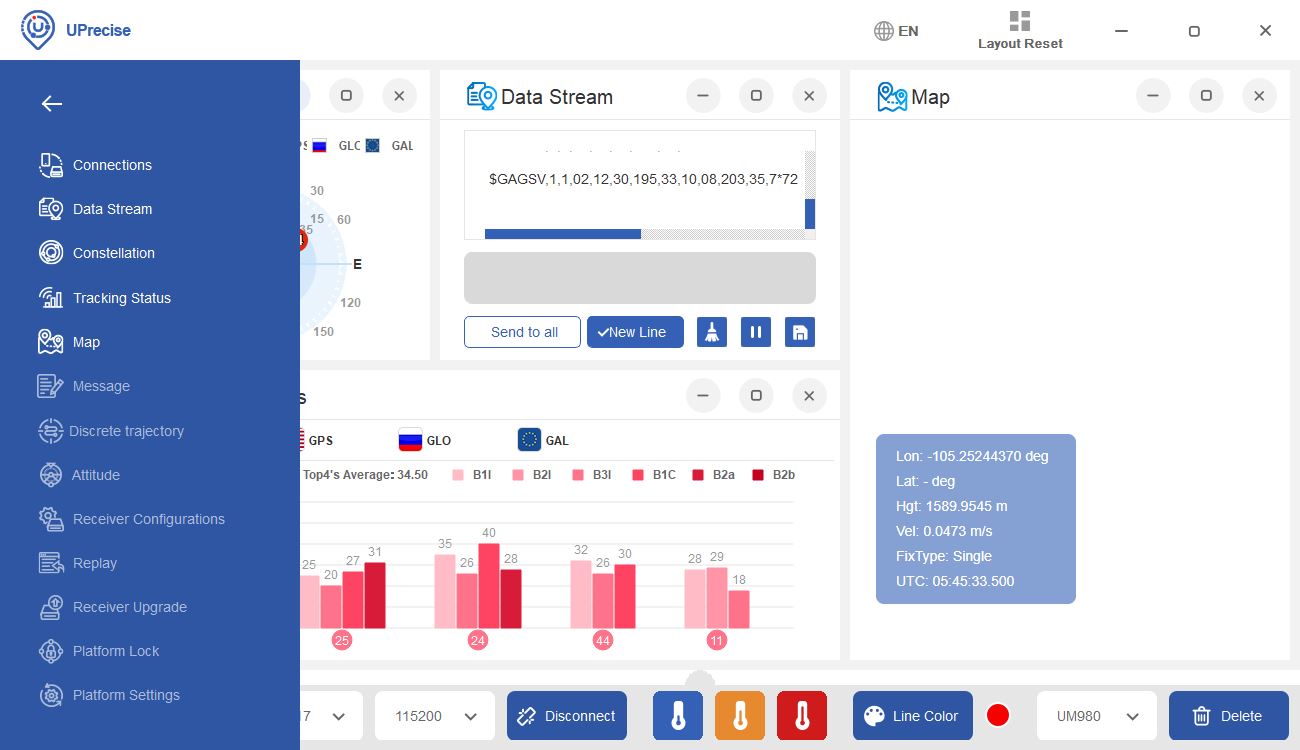 UPrecise
EN
Layout Reset
Connections
Data Stream
Constellation
Tracking Status
Map
Message
Discrete trajectory
Attitude
Receiver Configurations
Replay
Receiver Upgrade
Platform Lock
Platform Settings
GLO
GAL
30
15
60
E
120
150
Data Stream
$GAGSV,1,1,02,12,30,195,33,10,08,203,35,7*72
Send to all
New Line
Map
Lon: -105.25244370 deg
Lat: - deg
Hgt: 1589.9545 m
Vel: 0.0473 m/s
FixType: Single
UTC: 05:45:33.500
GPS
GLO
GAL
Top4's Average: 34.50
B1I
B2I
B3I
B1C
B2a
B2b
25 20 27 31
35 26 40 28
32 26 30
28 29 18
25
24
44
11
115200
Disconnect
Line Color
UM980
Delete